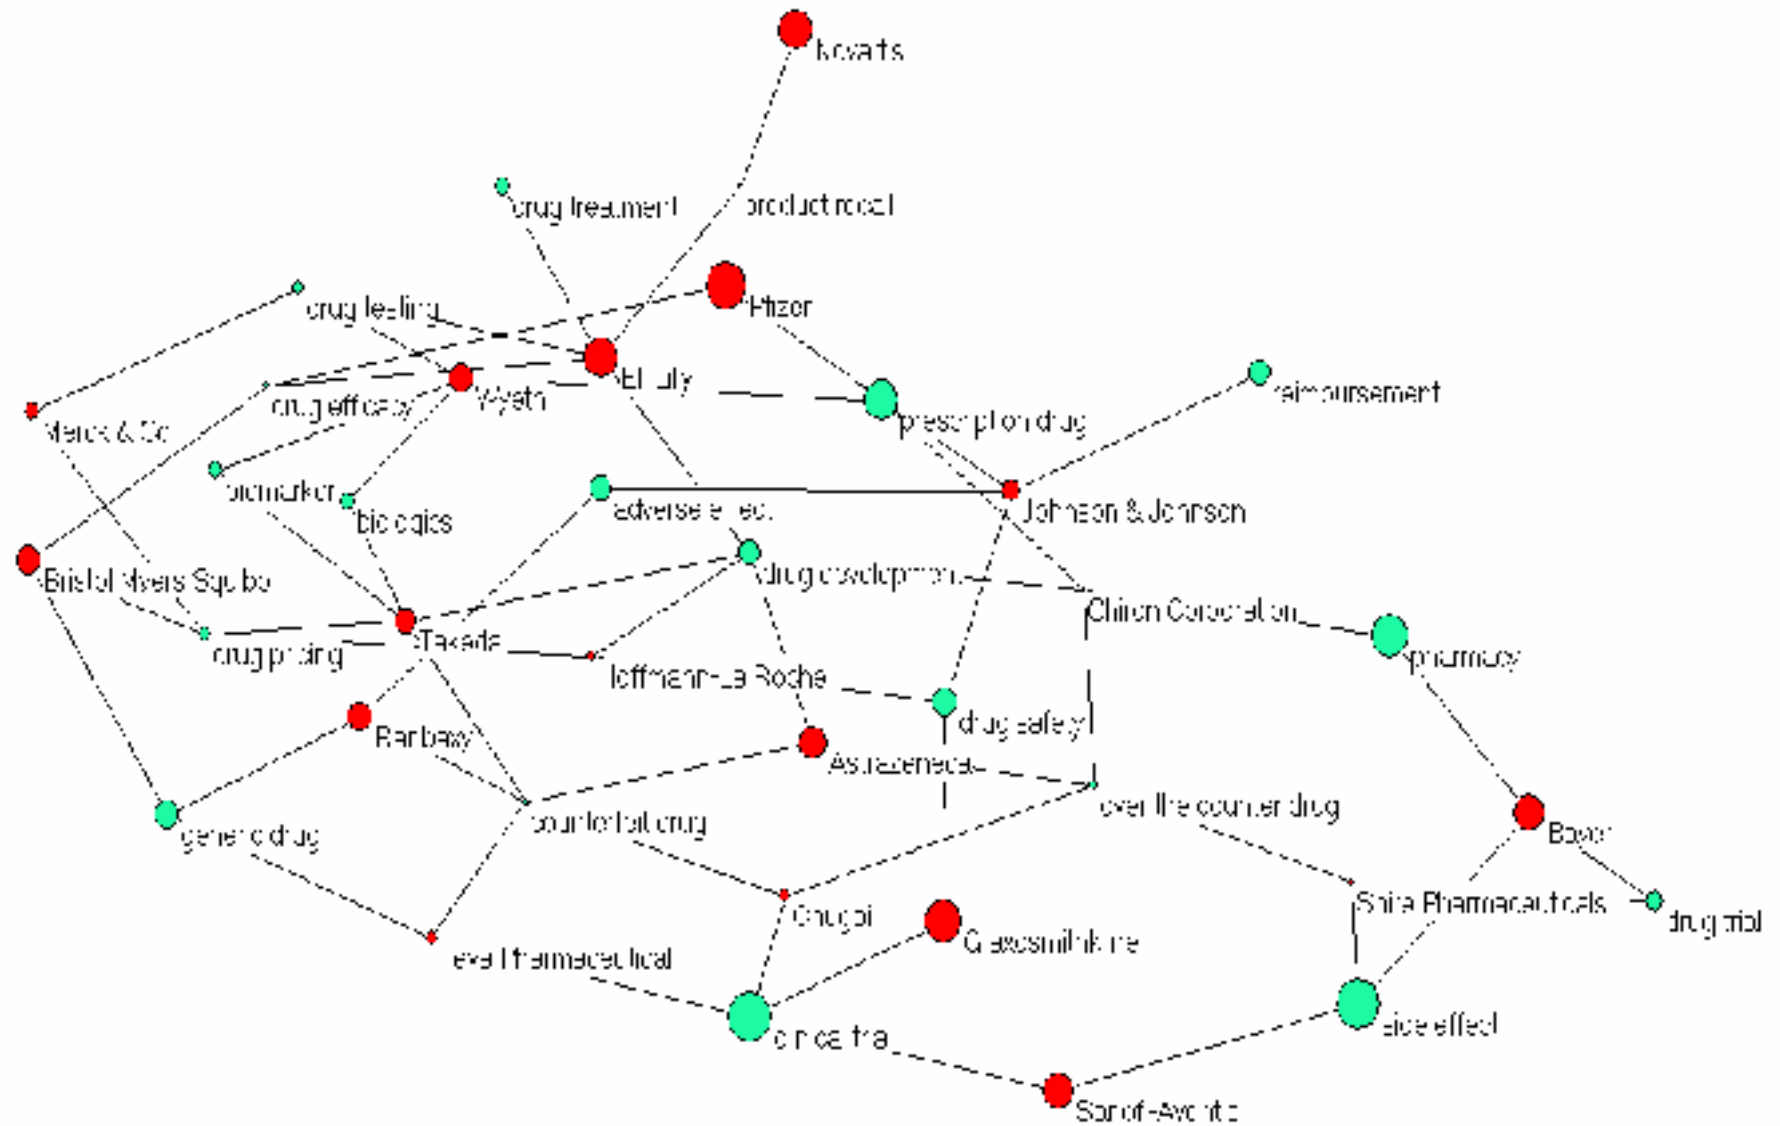 Novartis
drug treatment
product recall
Pfizer
drug testing
Eli Lilly
Wyeth
drug efficacy
reimbursement
Merck & Co
prescription drug
biomarker
biologics
adverse effect
Johnson & Johnson
Bristol Myers Squibb
drug development
Chiron Corporation
Takeda
drug pricing
pharmacy
Hoffmann-La Roche
Ranbaxy
drug safety
Astrazeneca
over the counter drug
generic drug
counterfeit drug
Shire Pharmaceuticals
drug trial
Chugai
Glaxosmithkline
pharmaceutical
clinical trial
side effect
Sanofi-Aventis